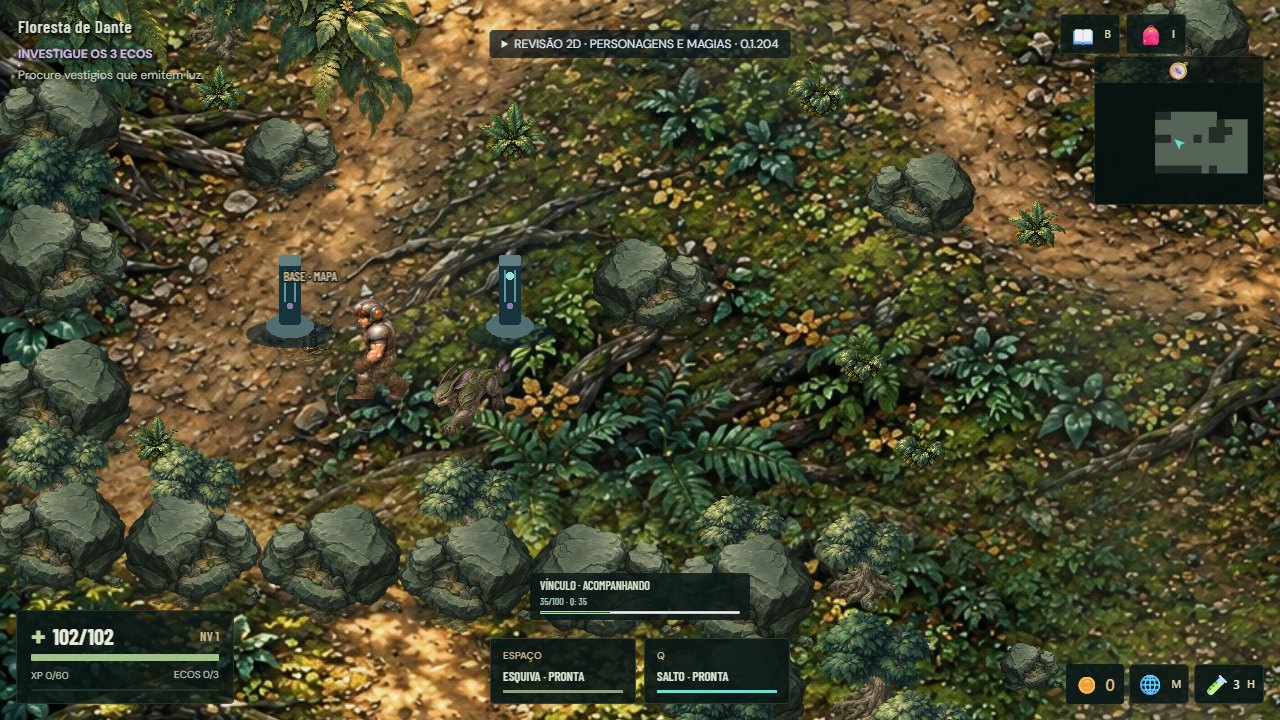 Floresta de Dante
INVESTIGUE OS 3 ECOS
Procure vestígios que emitem luz.
▶ REVISÃO 2D · PERSONAGENS E MAGIAS · 0.1.204
B
I
BASE · MAPA
VÍNCULO · ACOMPANHANDO
35/100 · Q: 35
102/102
NV 1
XP 0/60
ECOS 0/3
ESPAÇO
ESQUIVA · PRONTA
Q
SALTO · PRONTA
0
M
3 H